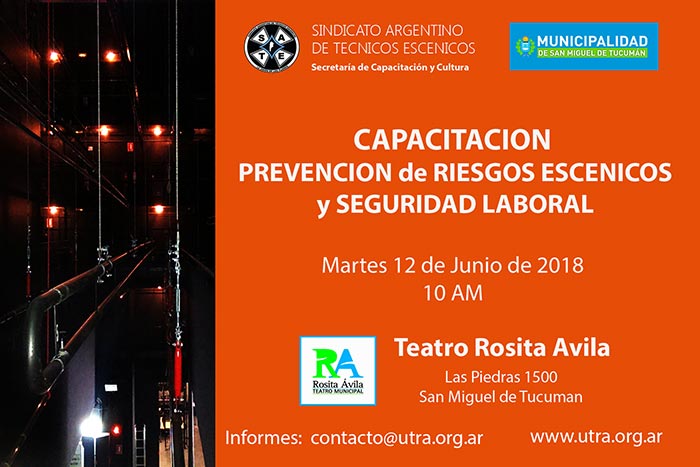 S
A T
E
SINDICATO ARGENTINO
DE TECNICOS ESCENICOS
Secretaría de Capacitación y Cultura
MUNICIPALIDAD
DE SAN MIGUEL DE TUCUMÁN
CAPACITACION
PREVENCION de RIESGOS ESCENICOS
y SEGURIDAD LABORAL
Martes 12 de Junio de 2018
10 AM
RA
Rosita Ávila
TEATRO MUNICIPAL
Teatro Rosita Avila
Las Piedras 1500
San Miguel de Tucuman
Informes: contacto@utra.org.ar
www.utra.org.ar